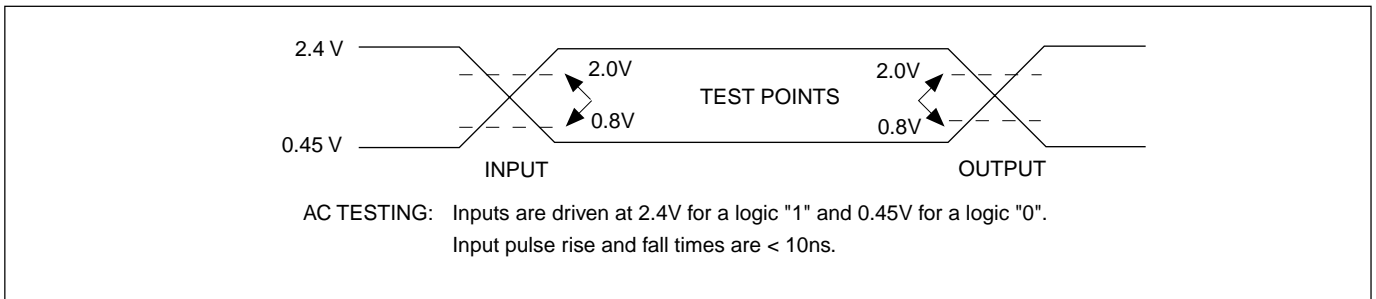 2.4 V
2.0V
2.0V
TEST POINTS
0.8V
0.8V
0.45 V
INPUT
OUTPUT
AC TESTING: Inputs are driven at 2.4V for a logic "1" and 0.45V for a logic "0".
Input pulse rise and fall times are < 10ns.